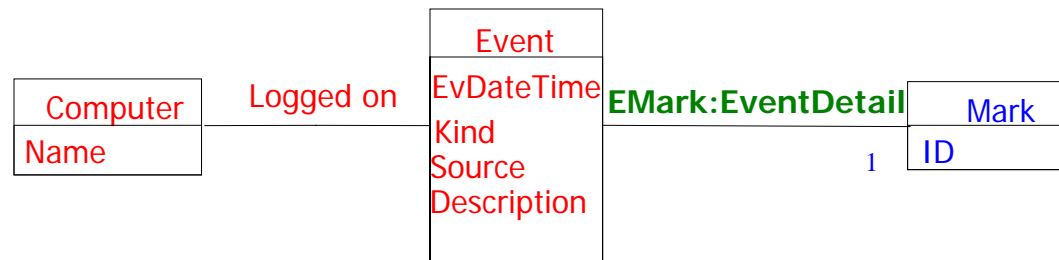 Computer
Name
Logged on
Event
EvDateTime
Kind
Source
Description
EMark:EventDetail
1
Mark
ID